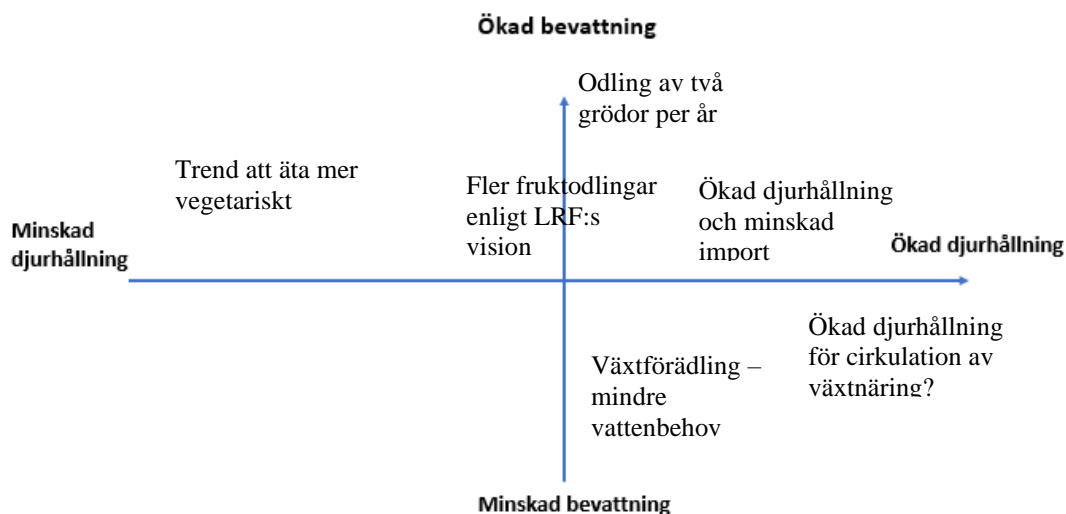 Ökad bevattning
Odling av två
grödor per år
Trend att äta mer
vegetariskt
Fler fruktodlingar
enligt LRF:s
vision
Ökad djurhållning
och minskad
import
Minskad
djurhållning
Ökad djurhållning
Ökad djurhållning
för cirkulation av
växtnäring?
Växtförädling –
mindre
vattenbehov
Minskad bevattning